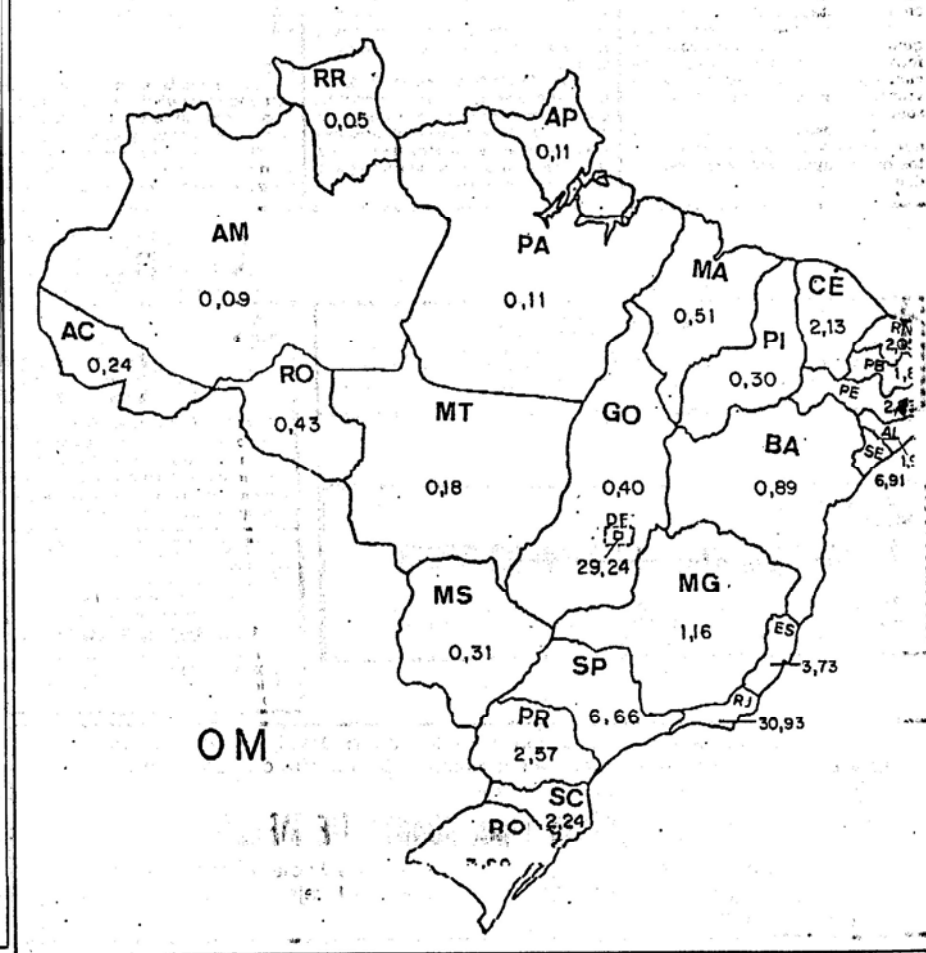 RR
0,05
AP
0,11
AM
0,09
PA
0,11
MA
0,51
CE
2,13
PI
0,30
PB
PE
AC
0,24
RO
0,43
MT
0,18
GO
0,40
DF
29,24
BA
0,89
AL
SE
6,91
MG
1,16
ES
3,73
MS
0,31
SP
6,66
RJ
30,93
PR
2,57
SC
2,24
OM